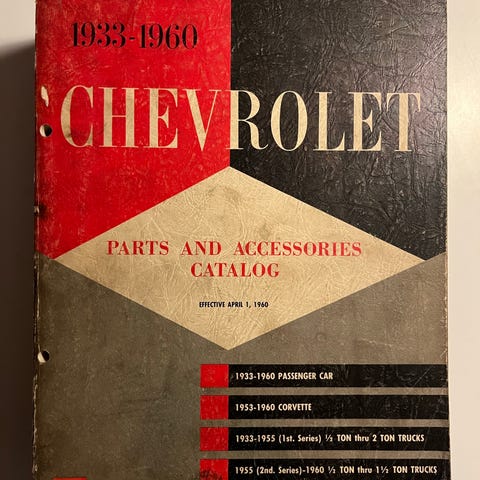 1933-1960
'CHEVROLET
PARTS AND ACCESSORIES
CATALOG
EFFECTIVE APRIL 1, 1960
1933-1960 PASSENGER CAR
1953-1960 CORVETTE
1933-1955 (1st. Series) ½ TON thru 2 TON TRUCKS
1955 (2nd. Series)-1960 ½ TON thru 1½ TON TRUCKS